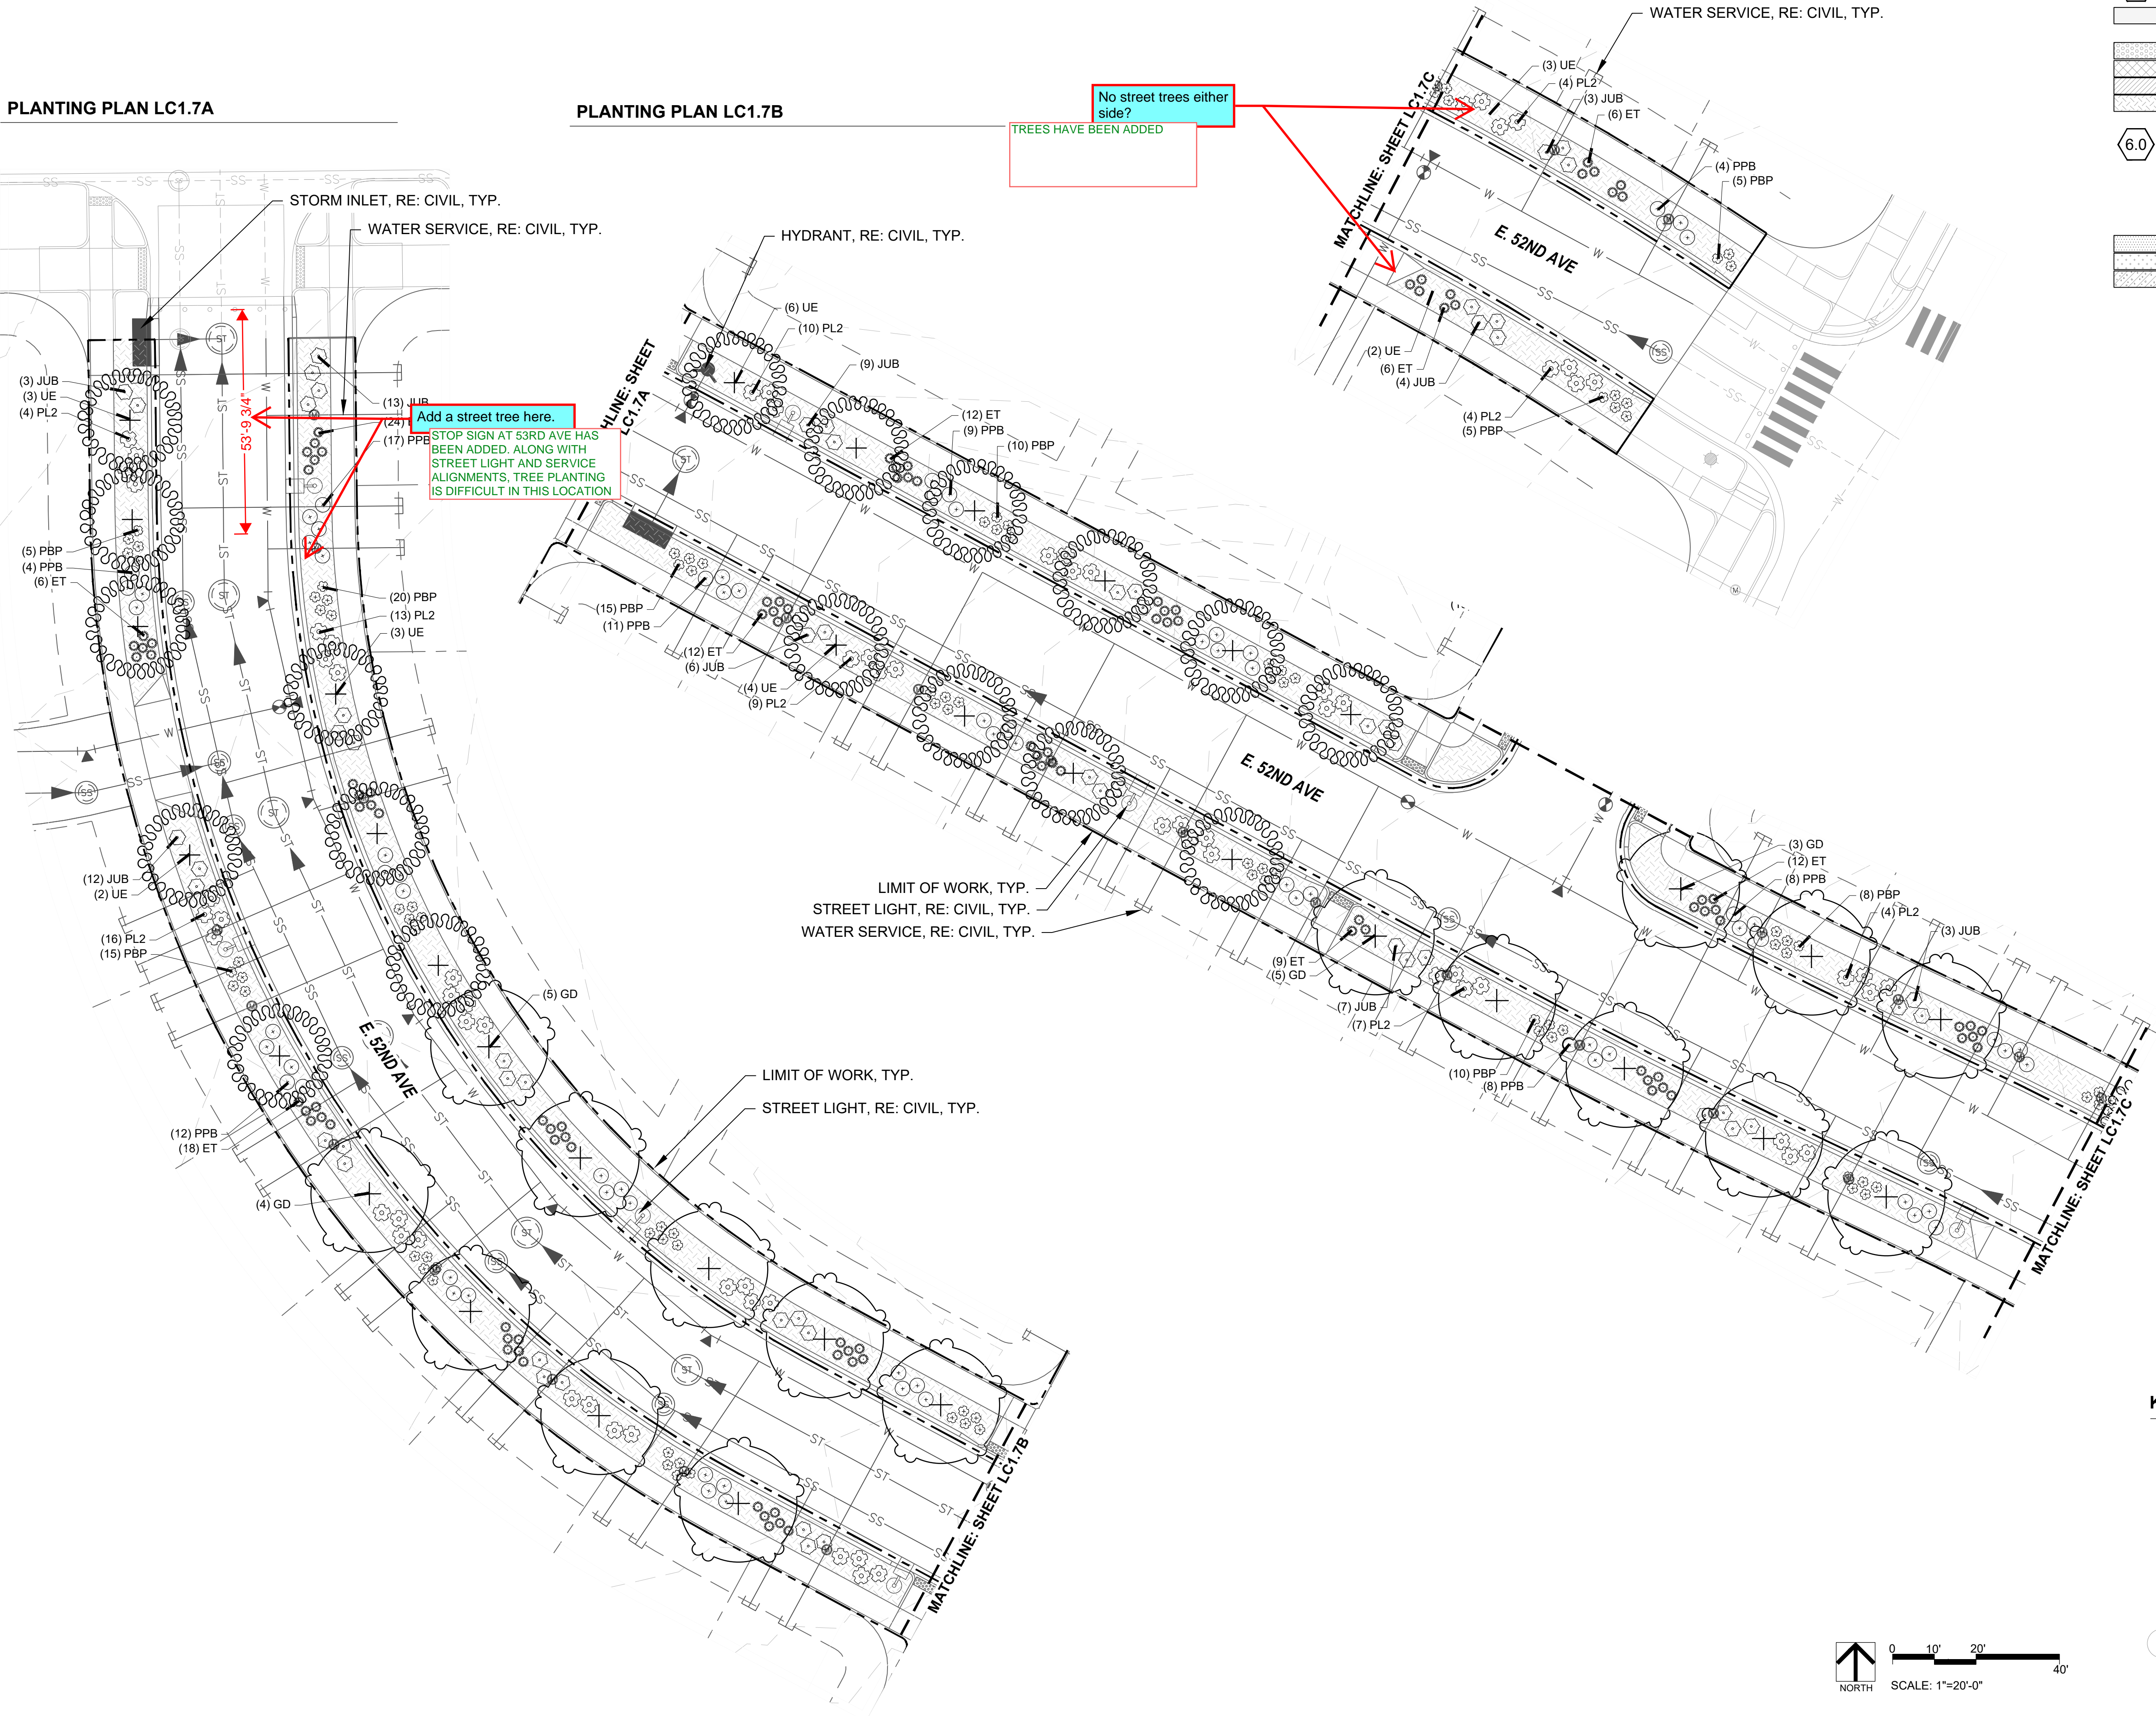 PLANTING PLAN LC1.7A
PLANTING PLAN LC1.7B
No street trees either
side?
TREES HAVE BEEN ADDED
WATER SERVICE, RE: CIVIL, TYP.
(3) UE
(4) PL2
(3) JUB
(6) ET
(4) PPB
(5) PBP
6.0
MATCHLINE: SHEET LC1.7C
E. 52ND AVE
(2) UE
(6) ET
(4) JUB
(4) PL2
(5) PBP
STORM INLET, RE: CIVIL, TYP.
WATER SERVICE, RE: CIVIL, TYP.
HYDRANT, RE: CIVIL, TYP.
(3) JUB
(3) UE
(4) PL2
53'-9 3/4"
(13) JUB
Add a street tree here.
(24)
(17) PPB
STOP SIGN AT 53RD AVE HAS
BEEN ADDED. ALONG WITH
STREET LIGHT AND SERVICE
ALIGNMENTS, TREE PLANTING
IS DIFFICULT IN THIS LOCATION
(5) PBP
(4) PPB
(6) ET
(20) PBP
(13) PL2
(3) UE
(12) JUB
(2) UE
(16) PL2
(15) PBP
(5) GD
E. 52ND AVE
(12) PPB
(18) ET
(4) GD
LIMIT OF WORK, TYP.
STREET LIGHT, RE: CIVIL, TYP.
MATCHLINE: SHEET LC1.7B
HLINE: SHEET
LC1.7A
(6) UE
(10) PL2
(9) JUB
(12) ET
(9) PPB
(10) PBP
(15) PBP
(11) PPB
(12) ET
(6) JUB
(4) UE
(9) PL2
E. 52ND AVE
LIMIT OF WORK, TYP.
STREET LIGHT, RE: CIVIL, TYP.
WATER SERVICE, RE: CIVIL, TYP.
(3) GD
(12) ET
(8) PPB
(8) PBP
(4) PL2
(3) JUB
(9) ET
(5) GD
(7) JUB
(7) PL2
(10) PBP
(8) PPB
MATCHLINE: SHEET LC1.7C
NORTH
0 10' 20'
40'
SCALE: 1"=20'-0"